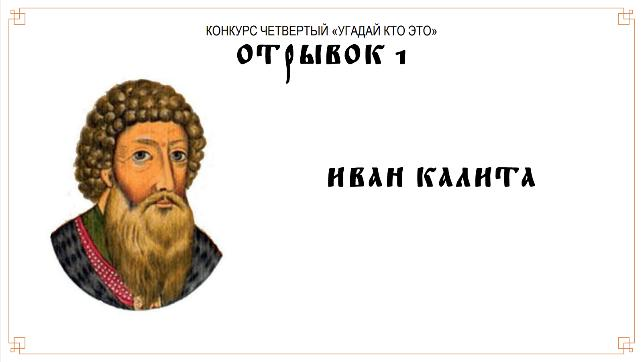 КОНКУРС ЧЕТВЕРТЫЙ «УГАДАЙ КТО ЭТО»
ОТРЫВОК 1
ИВАН КАЛИТА